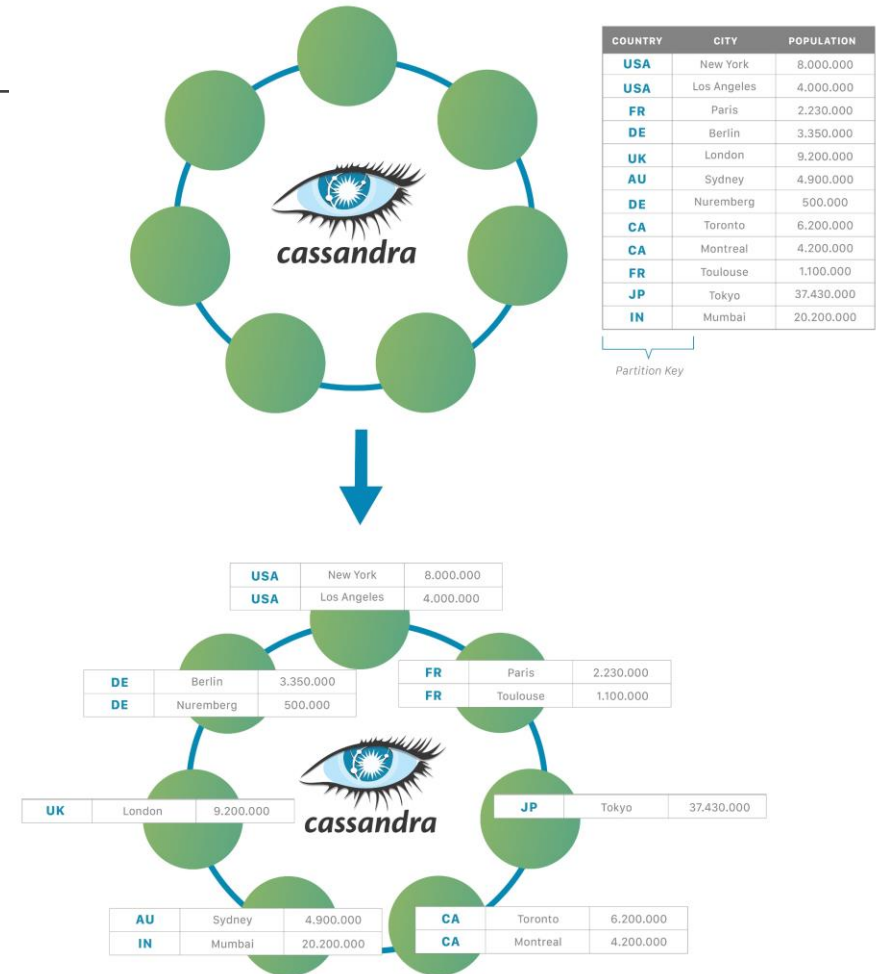 COUNTRY CITY POPULATION
USA New York 8.000.000
USA Los Angeles 4.000.000
FR Paris 2.230.000
DE Berlin 3.350.000
UK London 9.200.000
AU Sydney 4.900.000
DE Nuremberg 500.000
CA Toronto 6.200.000
CA Montreal 4.200.000
FR Toulouse 1.100.000
JP Tokyo 37.430.000
IN Mumbai 20.200.000
Partition Key
cassandra
USA New York 8.000.000
USA Los Angeles 4.000.000
DE Berlin 3.350.000
DE Nuremberg 500.000
FR Paris 2.230.000
FR Toulouse 1.100.000
UK London 9.200.000
JP Tokyo 37.430.000
cassandra
AU Sydney 4.900.000
IN Mumbai 20.200.000
CA Toronto 6.200.000
CA Montreal 4.200.000